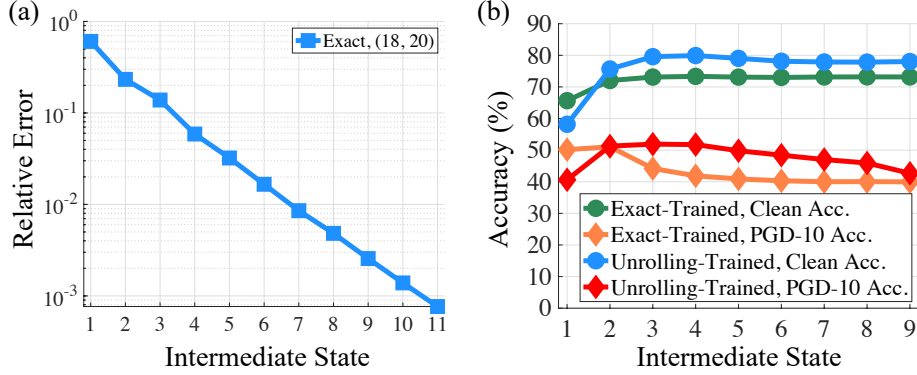 (a)
10^0
10^-1
10^-2
10^-3
Relative Error
Exact, (18, 20)
1 2 3 4 5 6 7 8 9 10 11
Intermediate State
(b)
90
80
70
60
50
40
30
20
10
0
Accuracy (%)
Exact-Trained, Clean Acc.
Exact-Trained, PGD-10 Acc.
Unrolling-Trained, Clean Acc.
Unrolling-Trained, PGD-10 Acc.
1 2 3 4 5 6 7 8 9
Intermediate State